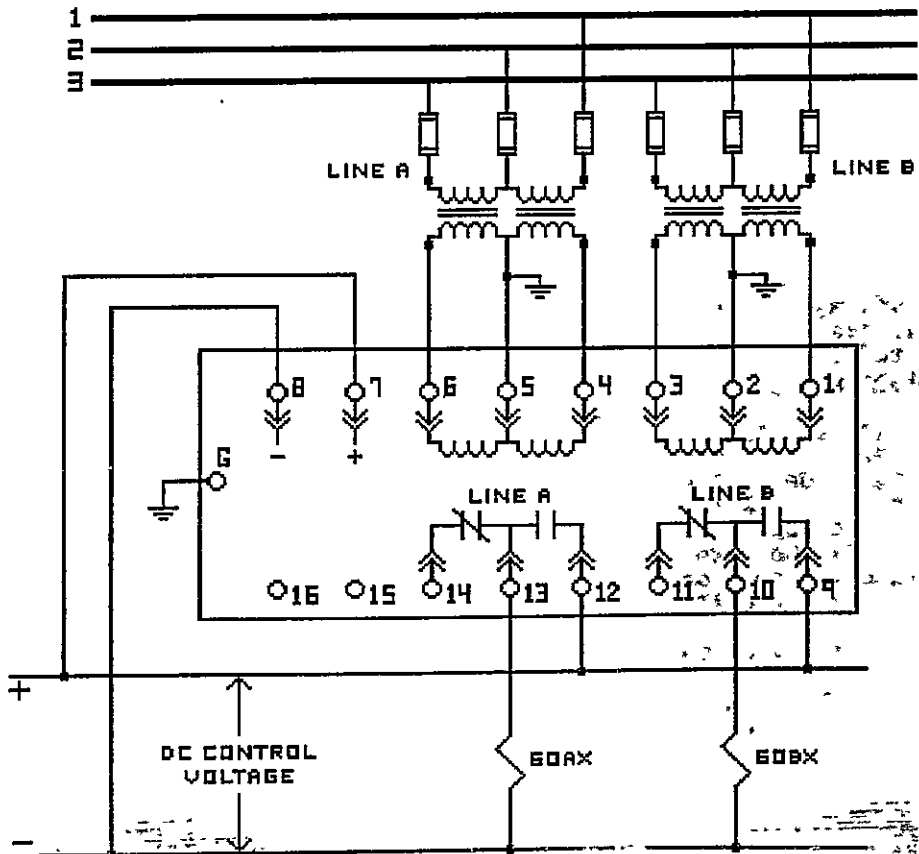 1
2
3
LINE A
LINE B
8 7 6 5 4 3 2 1
- +
G
LINE A LINE B
16 15 14 13 12 11 10 9
+
DC CONTROL
VOLTAGE
60AX
60BX
-